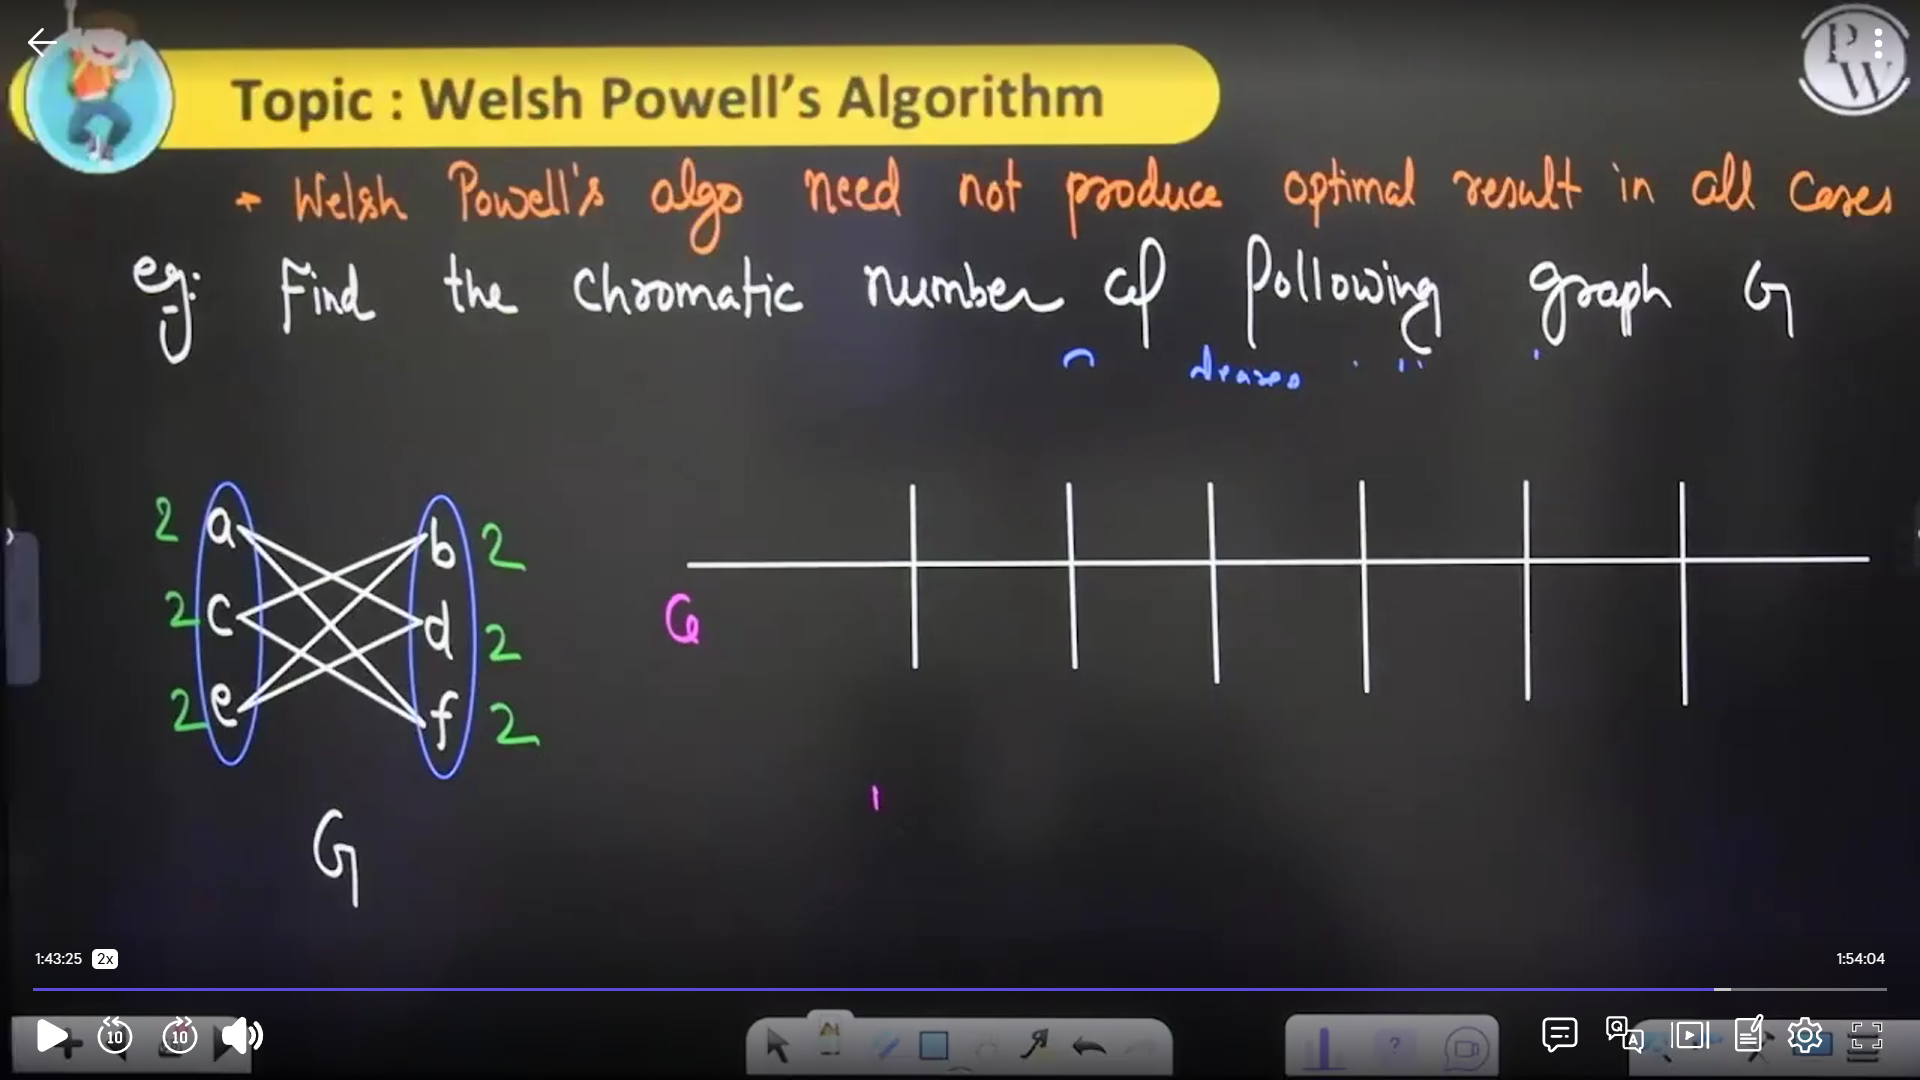 Topic : Welsh Powell's Algorithm
P
W
Welsh Powell's algo need not produce optimal result in all cases
eg: Find the chromatic number of following graph G
2 a b 2
2 c d 2
2 e f 2
G
1:43:25 2x 1:54:04
10 10